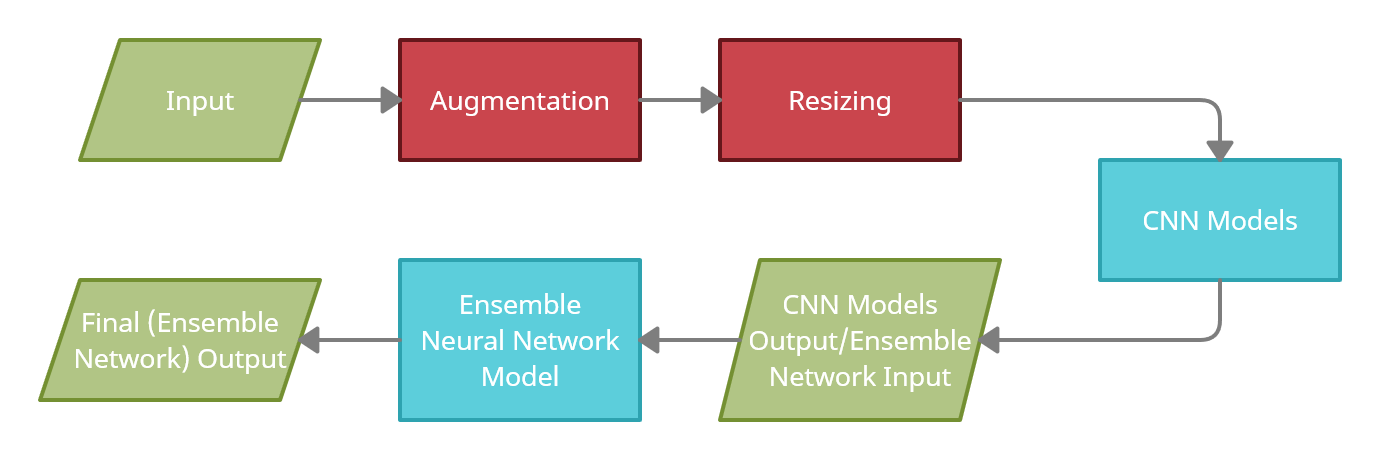 Input
Augmentation
Resizing
CNN Models
CNN Models
Output/Ensemble
Network Input
Ensemble
Neural Network
Model
Final (Ensemble
Network) Output